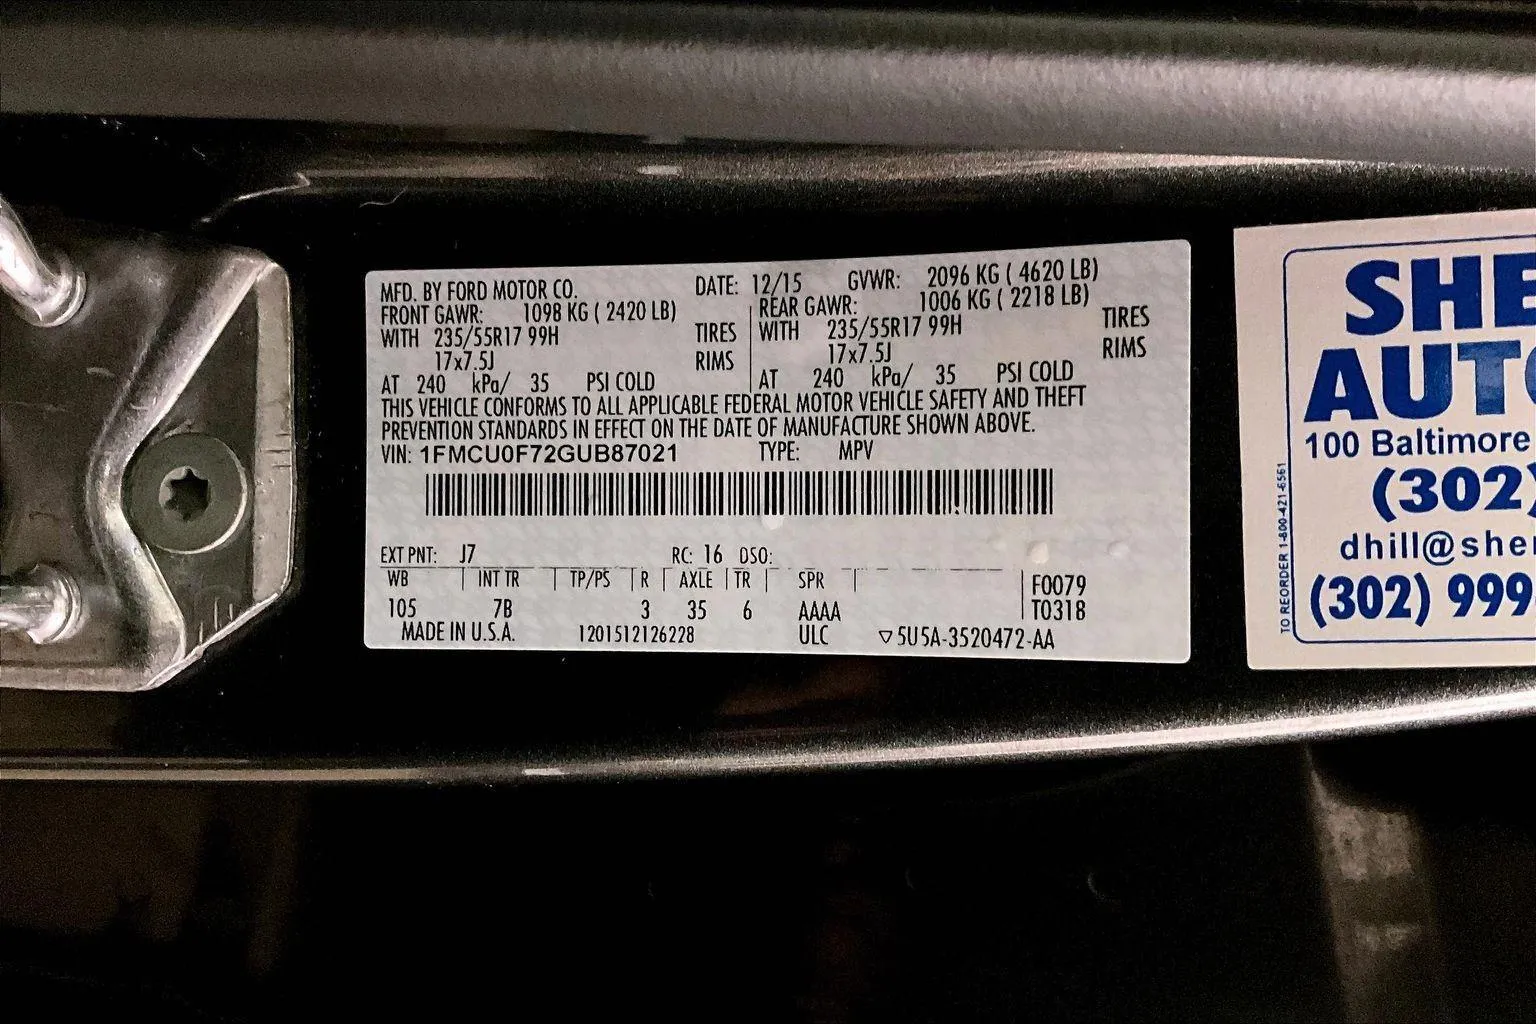 MFD. BY FORD MOTOR CO. DATE: 12/15 GVWR: 2096 KG ( 4620 LB)
FRONT GAWR: 1098 KG ( 2420 LB) REAR GAWR: 1006 KG ( 2218 LB)
WITH 235/55R17 99H TIRES WITH 235/55R17 99H TIRES
17x7.5J RIMS 17x7.5J RIMS
AT 240 kPa/ 35 PSI COLD AT 240 kPa/ 35 PSI COLD
THIS VEHICLE CONFORMS TO ALL APPLICABLE FEDERAL MOTOR VEHICLE SAFETY AND THEFT
PREVENTION STANDARDS IN EFFECT ON THE DATE OF MANUFACTURE SHOWN ABOVE.
VIN: 1FMCU0F72GUB87021 TYPE: MPV
EXT PNT: J7 RC: 16 DSO:
WB INT TR TP/PS R AXLE TR SPR F0079
105 7B 3 35 6 AAAA T0318
MADE IN U.S.A. 1201512126228 ULC ▽5U5A-3520472-AA
SHE
AUTO
100 Baltimore
(302)
dhill@sher
(302) 999
TO REORDER 1-800-421-6561